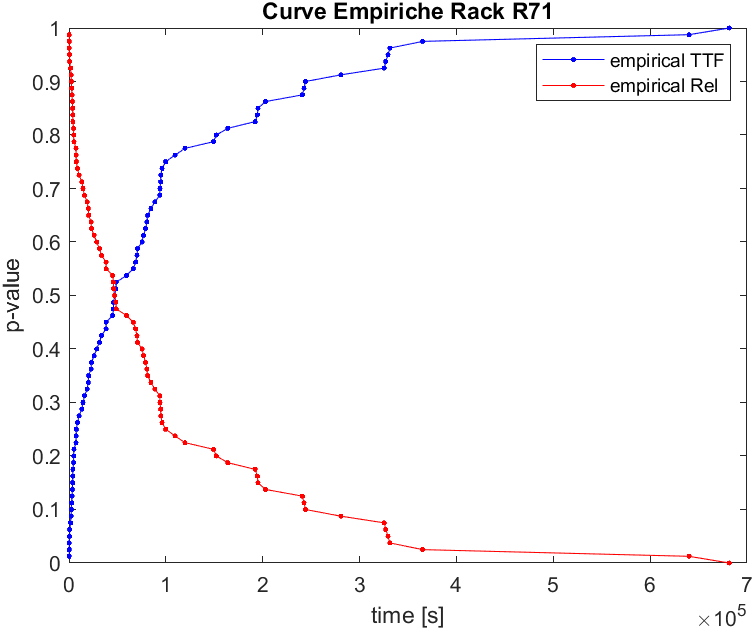 Curve Empiriche Rack R71
empirical TTF
empirical Rel
1
0.9
0.8
0.7
0.6
0.5
0.4
0.3
0.2
0.1
0
p-value
0 1 2 3 4 5 6 7
time [s]
×10⁵